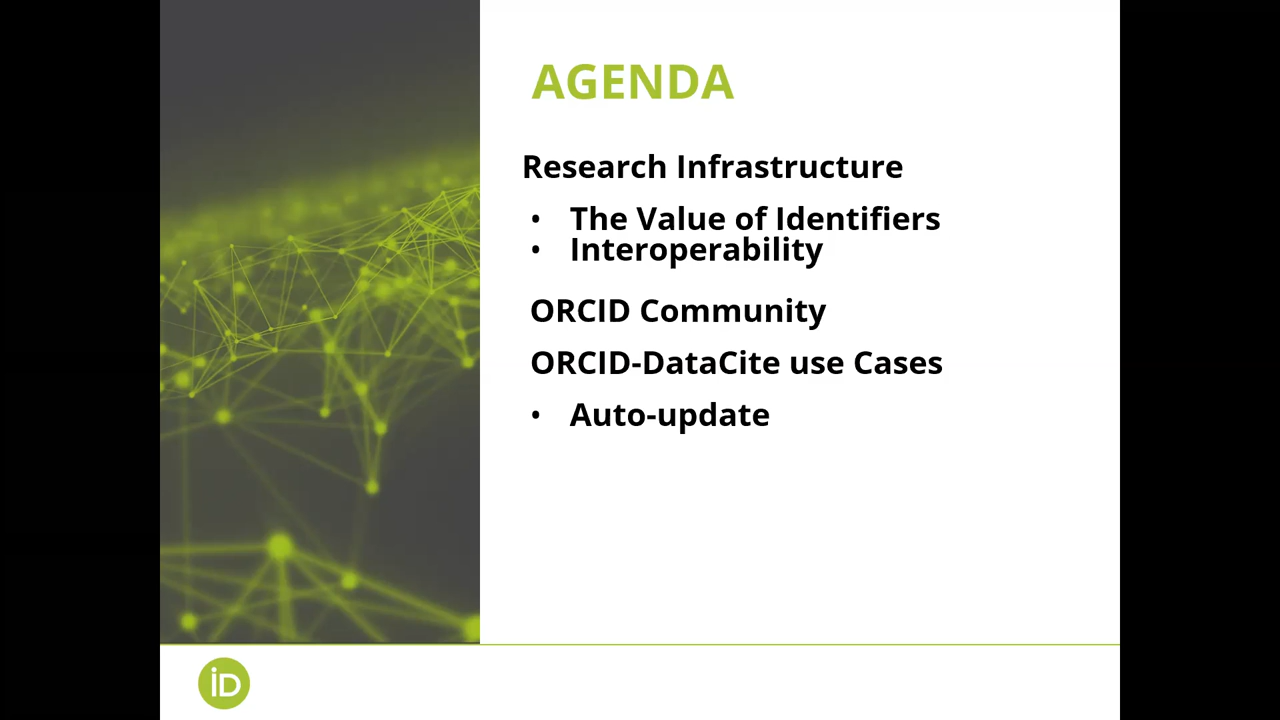 AGENDA
Research Infrastructure
• The Value of Identifiers
• Interoperability
ORCID Community
ORCID-DataCite use Cases
• Auto-update
iD